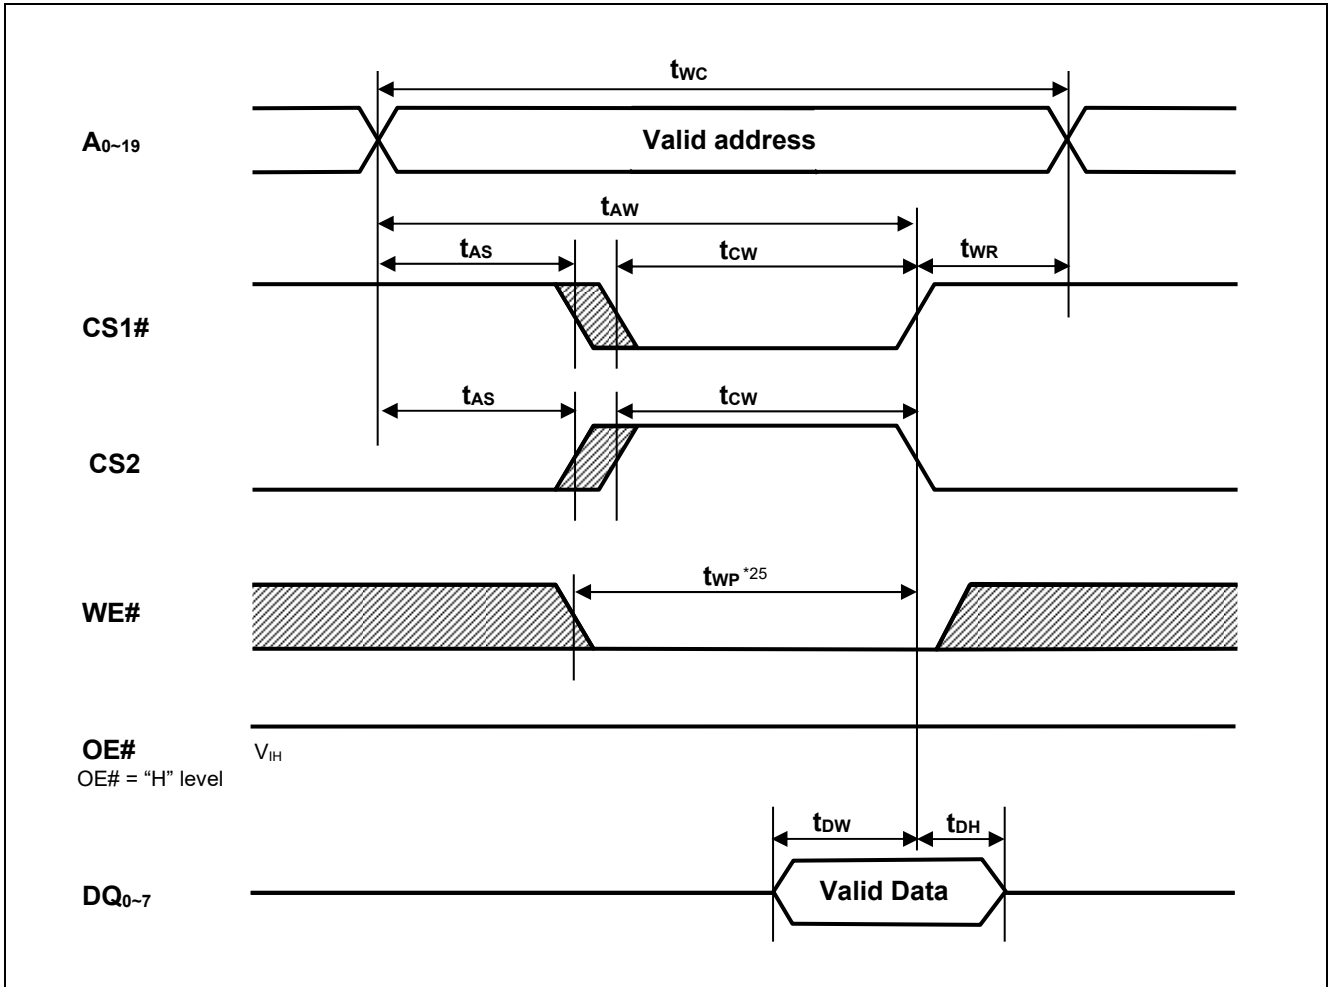 tWC
A0~19
Valid address
tAW
tAS
tCW
tWR
CS1#
tAS
tCW
CS2
tWP *25
WE#
OE#
VIH
OE# = “H” level
tDW
tDH
DQ0~7
Valid Data